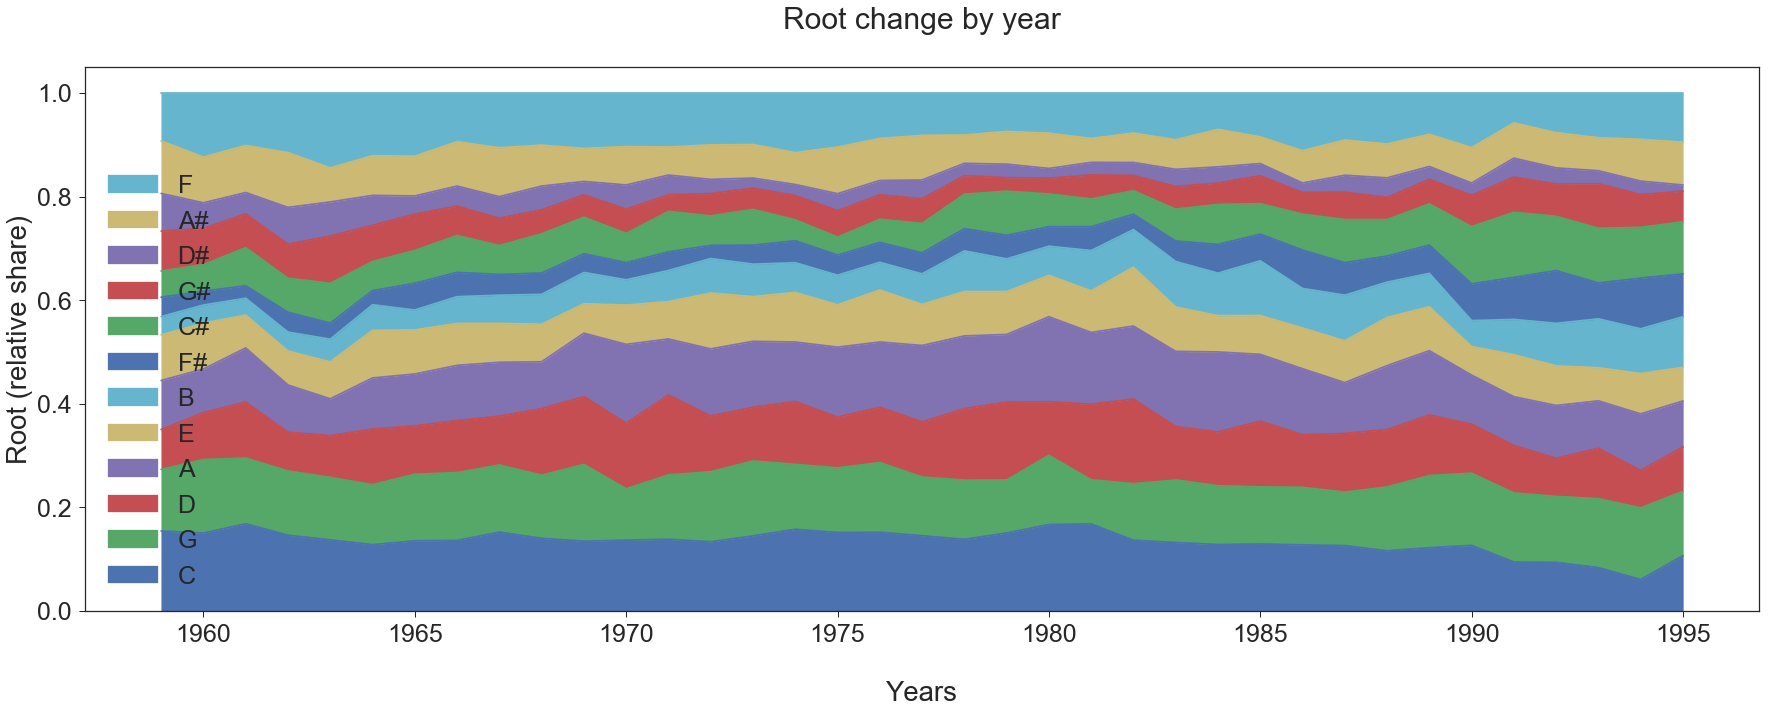 Root change by year
Root (relative share)
1.0
0.8
0.6
0.4
0.2
0.0
F
A#
D#
G#
C#
F#
B
E
A
D
G
C
1960 1965 1970 1975 1980 1985 1990 1995
Years